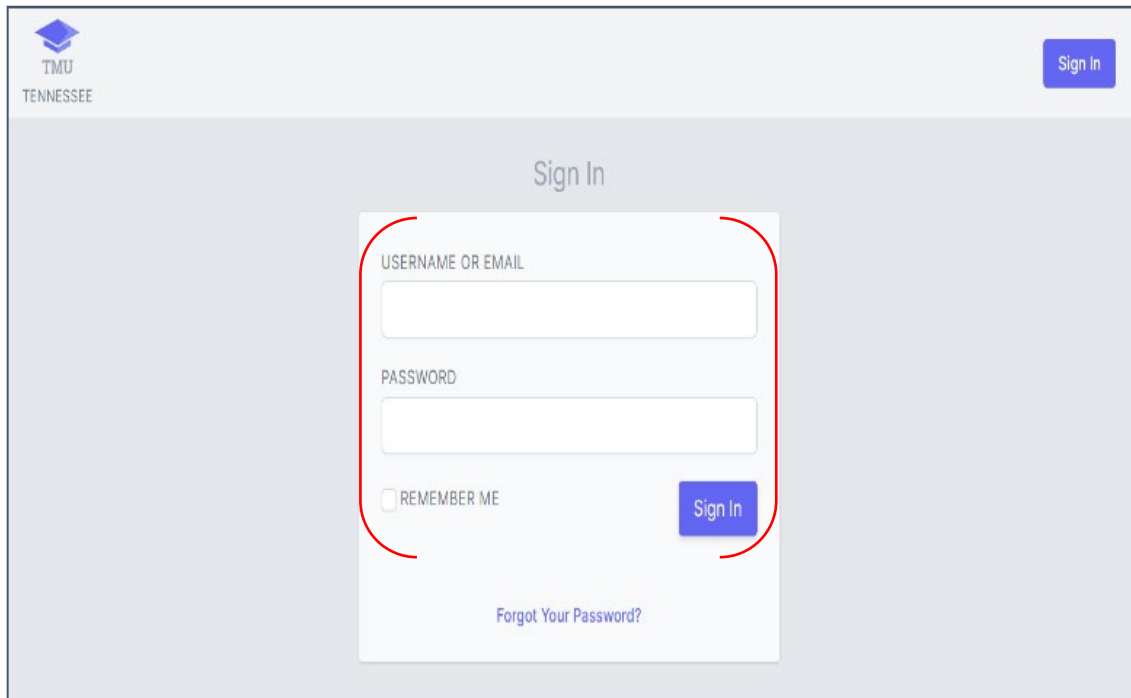 TMU
TENNESSEE
Sign In
Sign In
USERNAME OR EMAIL
PASSWORD
REMEMBER ME
Sign In
Forgot Your Password?